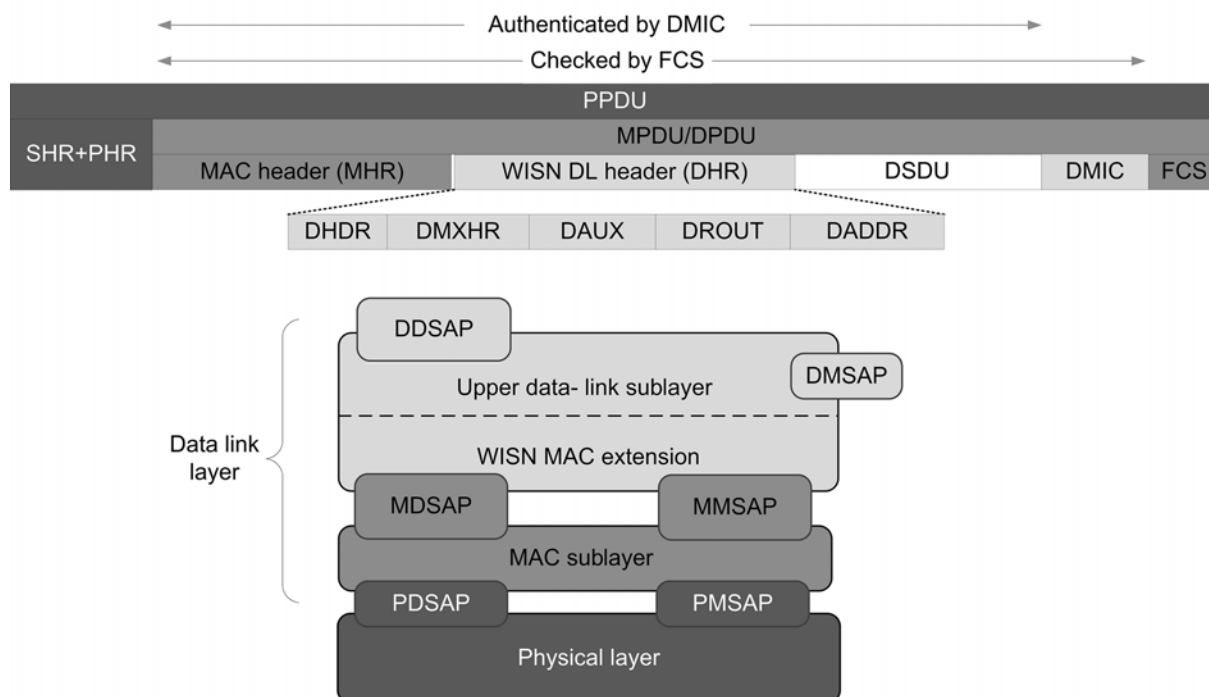 Authenticated by DMIC
Checked by FCS
PPDU
SHR+PHR
MPDU/DPDU
MAC header (MHR)
WISN DL header (DHR)
DSDU
DMIC
FCS
DHDR
DMXHR
DAUX
DROUT
DADDR
DDSAP
Upper data- link sublayer
DMSAP
Data link
layer
WISN MAC extension
MDSAP
MMSAP
MAC sublayer
PDSAP
PMSAP
Physical layer